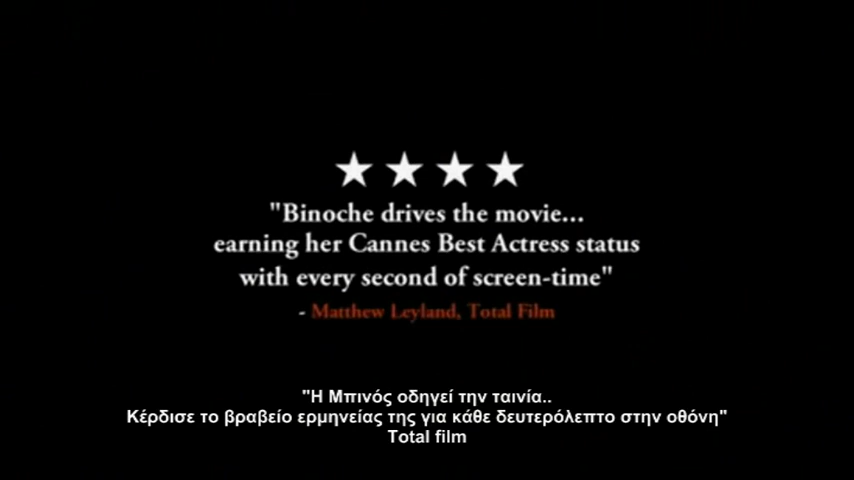 "Binoche drives the movie...
earning her Cannes Best Actress status
with every second of screen-time"
- Matthew Leyland, Total Film
"Η Μπινός οδηγεί την ταινία..
Κέρδισε το βραβείο ερμηνείας της για κάθε δευτερόλεπτο στην οθόνη"
Total film